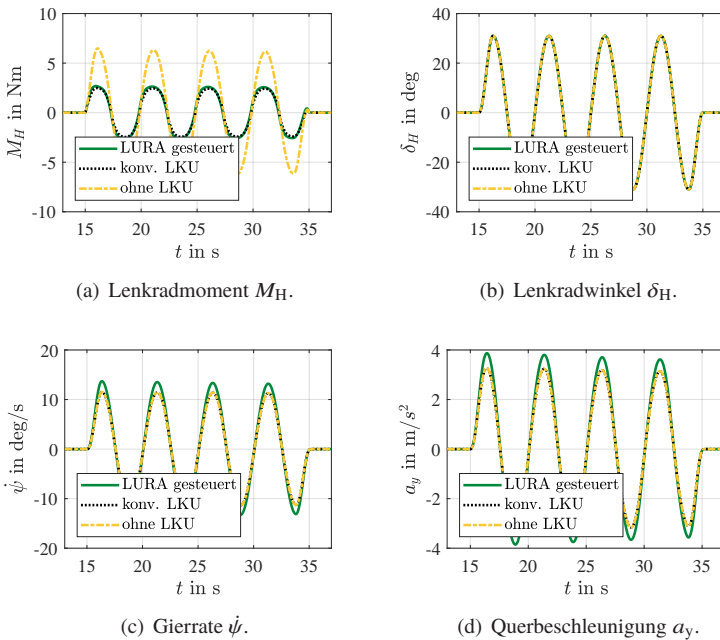 10
5
0
-5
-10
M_H in Nm
LURA gesteuert
konv. LKU
ohne LKU
15 20 25 30 35
t in s
(a) Lenkradmoment M_H.
40
20
0
-20
-40
δ_H in deg
LURA gesteuert
konv. LKU
ohne LKU
15 20 25 30 35
t in s
(b) Lenkradwinkel δ_H.
20
10
0
-10
-20
ψ̇ in deg/s
LURA gesteuert
konv. LKU
ohne LKU
15 20 25 30 35
t in s
(c) Gierrate ψ̇.
4
2
0
-2
-4
a_y in m/s²
LURA gesteuert
konv. LKU
ohne LKU
15 20 25 30 35
t in s
(d) Querbeschleunigung a_y.